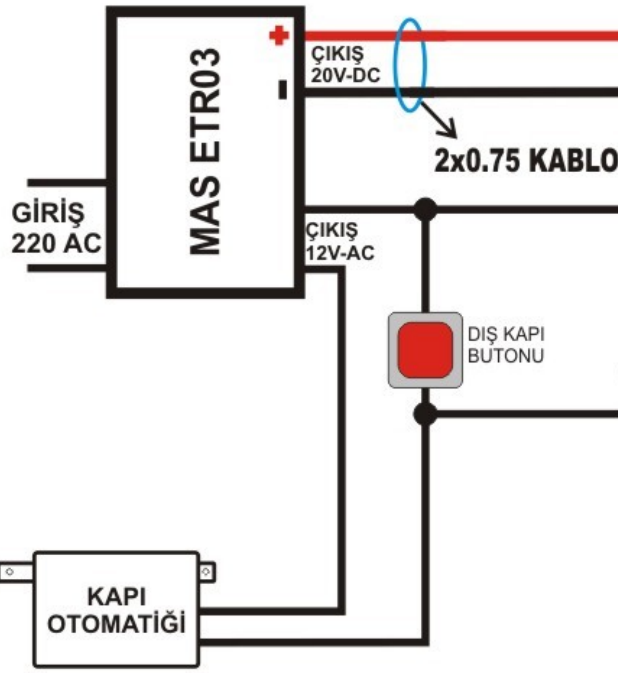 +
ÇIKIŞ
20V-DC
-
2x0.75 KABLO
MAS ETR03
GİRİŞ
220 AC
ÇIKIŞ
12V-AC
DIŞ KAPI
BUTONU
KAPI
OTOMATİĞİ